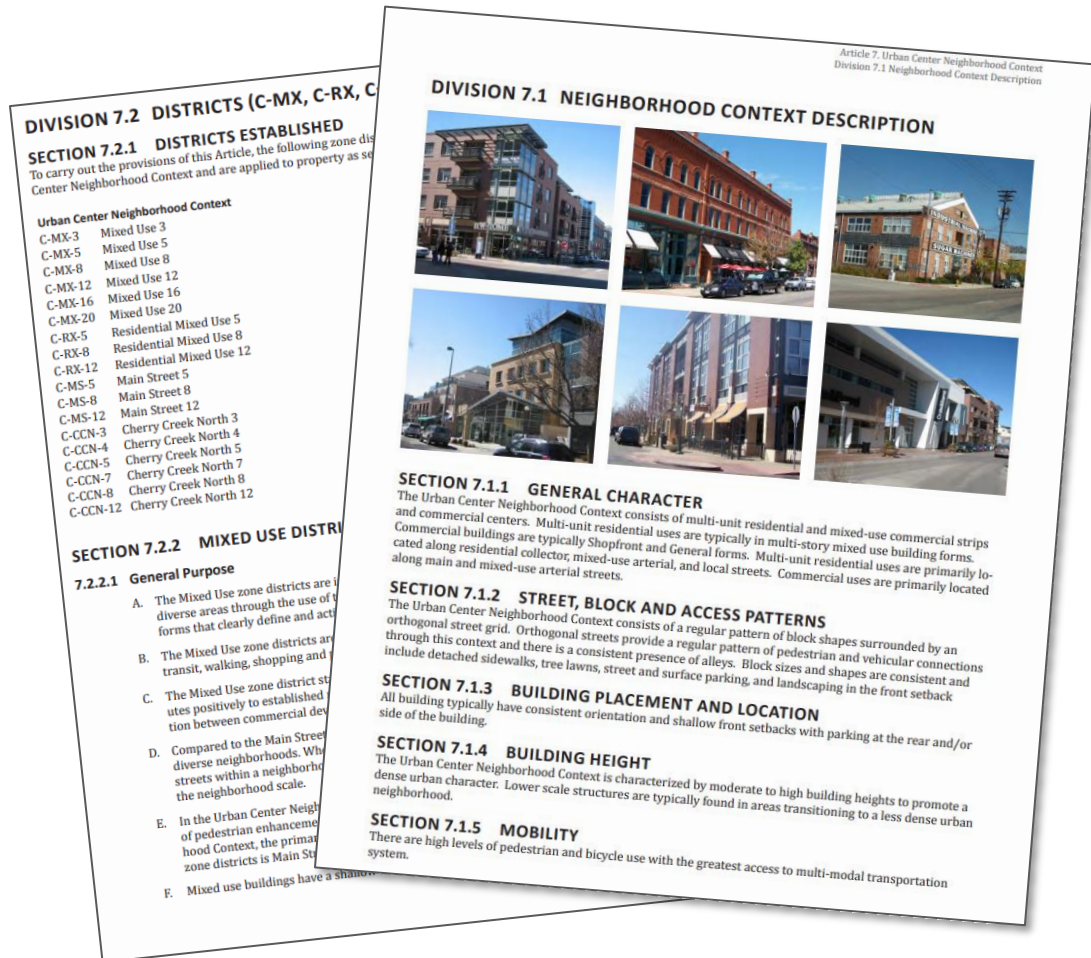 DIVISION 7.2 DISTRICTS (C-MX, C-RX, C-
SECTION 7.2.1 DISTRICTS ESTABLISHED
To carry out the provisions of this Article, the following zone dis
Center Neighborhood Context and are applied to property as se
Urban Center Neighborhood Context
C-MX-3 Mixed Use 3
C-MX-5 Mixed Use 5
C-MX-8 Mixed Use 8
C-MX-12 Mixed Use 12
C-MX-16 Mixed Use 16
C-MX-20 Mixed Use 20
C-RX-5 Residential Mixed Use 5
C-RX-8 Residential Mixed Use 8
C-RX-12 Residential Mixed Use 12
C-MS-5 Main Street 5
C-MS-8 Main Street 8
C-MS-12 Main Street 12
C-CCN-3 Cherry Creek North 3
C-CCN-4 Cherry Creek North 4
C-CCN-5 Cherry Creek North 5
C-CCN-7 Cherry Creek North 7
C-CCN-8 Cherry Creek North 8
C-CCN-12 Cherry Creek North 12
SECTION 7.2.2 MIXED USE DISTRI
7.2.2.1 General Purpose
A. The Mixed Use zone districts are i
diverse areas through the use of t
forms that clearly define and acti
B. The Mixed Use zone districts are
transit, walking, shopping and p
C. The Mixed Use zone district sta
utes positively to established
tion between commercial dev
D. Compared to the Main Street
diverse neighborhoods. Whe
streets within a neighborho
the neighborhood scale.
E. In the Urban Center Neigh
of pedestrian enhanceme
hood Context, the primar
zone districts is Main St
F. Mixed use buildings have a shallow
Article 7. Urban Center Neighborhood Context
Division 7.1 Neighborhood Context Description
DIVISION 7.1 NEIGHBORHOOD CONTEXT DESCRIPTION
SUGAR
SECTION 7.1.1 GENERAL CHARACTER
The Urban Center Neighborhood Context consists of multi-unit residential and mixed-use commercial strips
and commercial centers. Multi-unit residential uses are typically in multi-story mixed use building forms.
Commercial buildings are typically Shopfront and General forms. Multi-unit residential uses are primarily lo-
cated along residential collector, mixed-use arterial, and local streets. Commercial uses are primarily located
along main and mixed-use arterial streets.
SECTION 7.1.2 STREET, BLOCK AND ACCESS PATTERNS
The Urban Center Neighborhood Context consists of a regular pattern of block shapes surrounded by an
orthogonal street grid. Orthogonal streets provide a regular pattern of pedestrian and vehicular connections
through this context and there is a consistent presence of alleys. Block sizes and shapes are consistent and
include detached sidewalks, tree lawns, street and surface parking, and landscaping in the front setback
SECTION 7.1.3 BUILDING PLACEMENT AND LOCATION
All building typically have consistent orientation and shallow front setbacks with parking at the rear and/or
side of the building.
SECTION 7.1.4 BUILDING HEIGHT
The Urban Center Neighborhood Context is characterized by moderate to high building heights to promote a
dense urban character. Lower scale structures are typically found in areas transitioning to a less dense urban
neighborhood.
SECTION 7.1.5 MOBILITY
There are high levels of pedestrian and bicycle use with the greatest access to multi-modal transportation
system.